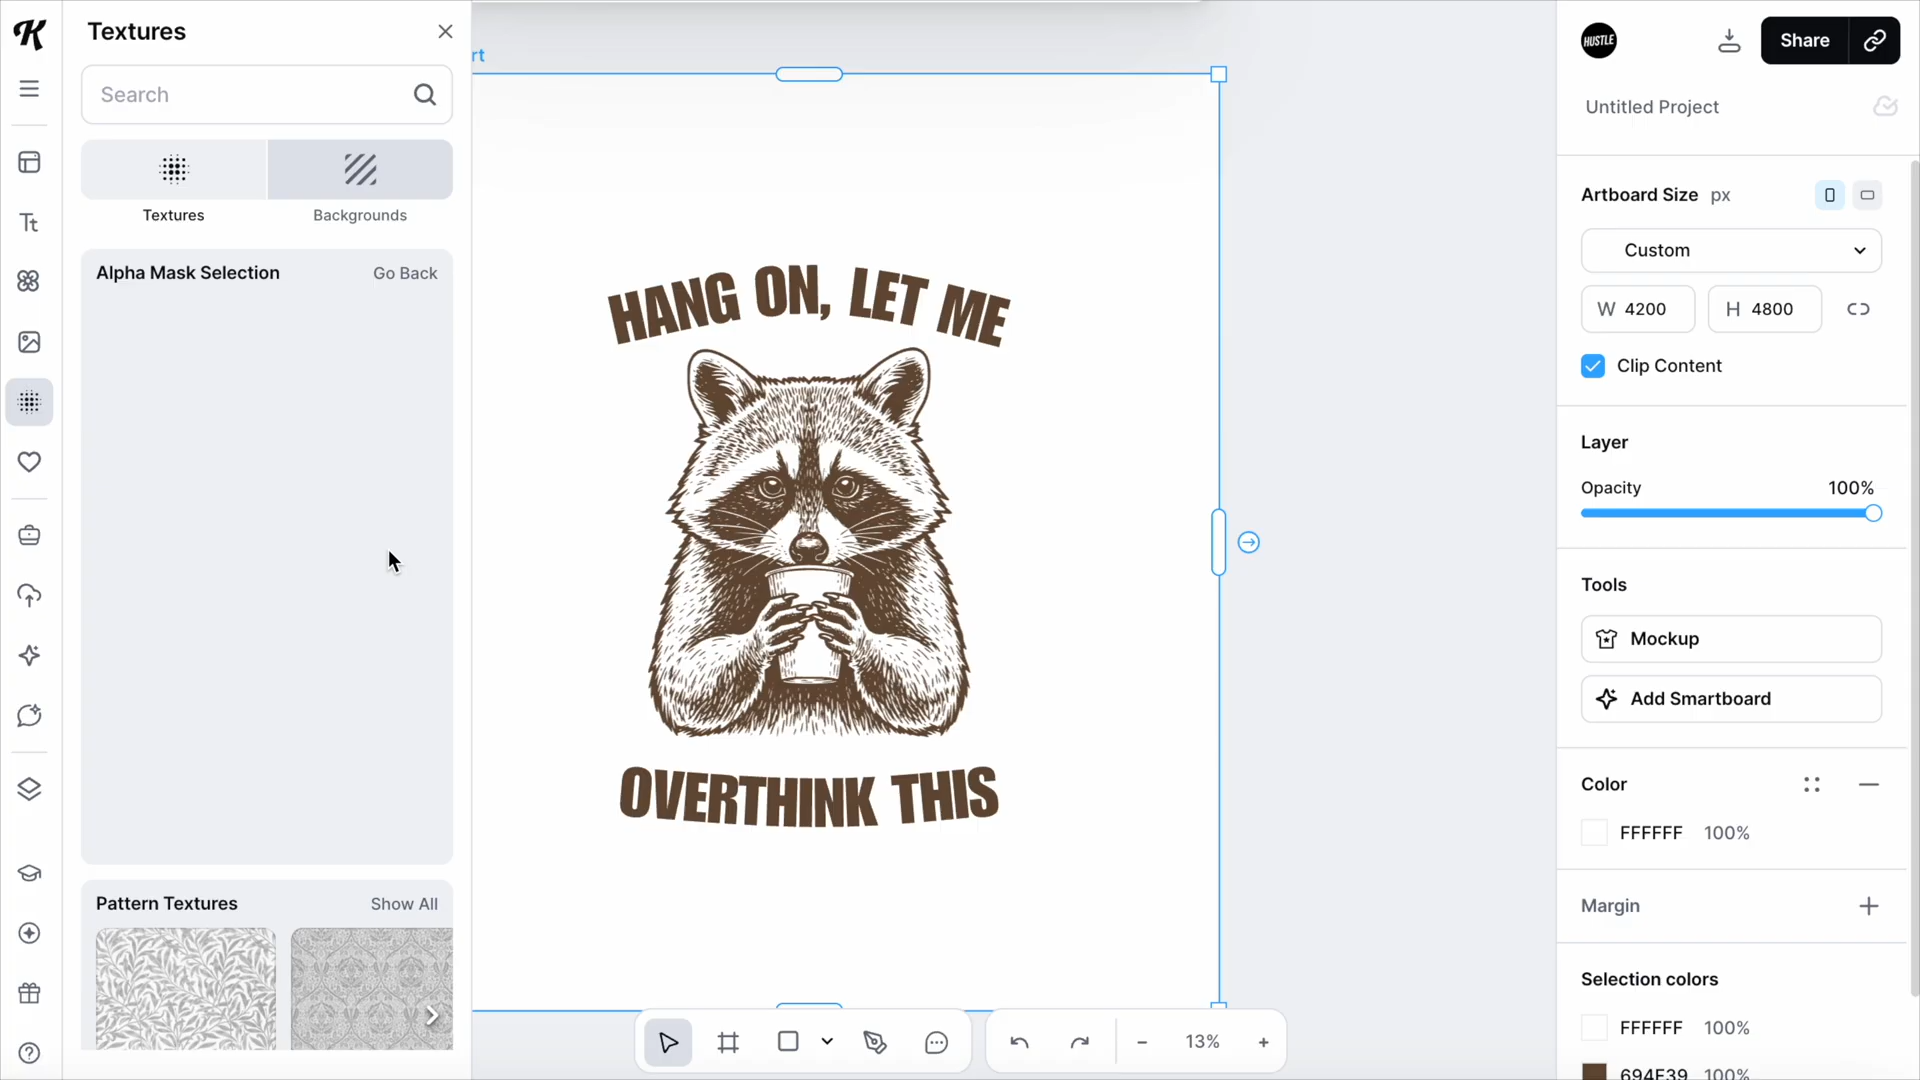 K
Textures
Search
Textures
Backgrounds
Alpha Mask Selection
Go Back
Pattern Textures
Show All
Tt
rt
HANG ON, LET ME
OVERTHINK THIS
13%
HUSTLE
Share
Untitled Project
Artboard Size px
Custom
W 4200
H 4800
Clip Content
Layer
Opacity 100%
Tools
Mockup
Add Smartboard
Color
FFFFFF 100%
Margin
Selection colors
FFFFFF 100%
694F39 100%